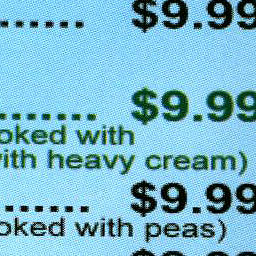 ...... $9.99
....... $9.99
oked with
with heavy cream)
..... $9.99
oked with peas)